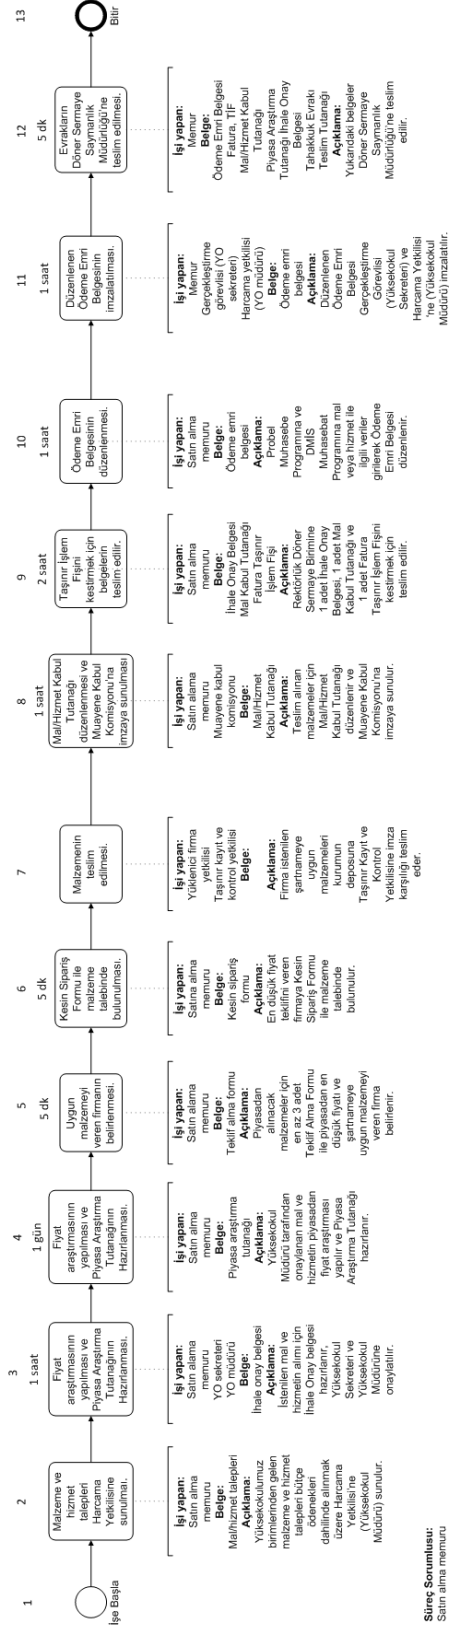 1
İşe Başla
2
Malzeme ve
hizmet
talepleri
Harcama
Yetkilisine
sunulmaı.
İşi yapan:
Satın alma
memuru
Belge:
Mal/hizmet talepleri
Açıklama:
Yüksekokulumuz
birimlerinden gelen
malzeme ve hizmet
talepleri bütçe
ödenekleri
dahilinde alınmak
üzere Harcama
Yetkilisi'ne
(Yüksekokul
Müdürü) sunulur.
3
1 saat
Fiyat
araştırmasının
yapılması ve
Piyasa Araştırma
Tutanağının
Hazırlanması.
İşi yapan:
Satın alama
memuru
YO sekreteri
YO müdürü
Belge:
İhale onay belgesi
Açıklama:
İstenilen mal ve
hizmetin alımı için
İhale Onay belgesi
hazırlanır,
Yüksekokul
Sekreteri ve
Yüksekokul
Müdürüne
onaylatılır.
4
1 gün
Fiyat
araştırmasının
yapılması ve
Piyasa Araştırma
Tutanağının
Hazırlanması.
İşi yapan:
Satın alma
memuru
Belge:
Piyasa araştırma
tutanağı
Açıklama:
Yüksekokul
Müdürü tarafından
onaylanan mal ve
hizmetin piyasadan
fiyat araştırması
yapılır ve Piyasa
Araştırma Tutanağı
hazırlanır.
5
5 dk
Uygun
malzemeyi
veren firmanın
belirlenmesi.
İşi yapan:
Satın alama
memuru
Belge:
Teklif alma formu
Açıklama:
Piyasadan
alınacak
malzemeler için
en az 3 adet
Teklif Alma Formu
ile piyasadan en
düşük fiyatı ve
şartnameye
uygun malzemeyi
veren firma
belirlenir.
6
5 dk
Kesin Sipariş
Formu ile
malzeme
talebinde
bulunulması.
İşi yapan:
Satına alma
memuru
Belge:
Kesin sipariş
formu
Açıklama:
En düşük fiyat
teklifini veren
firmaya Kesin
Sipariş Formu
ile malzeme
talebinde
bulunulur.
7
Malzemenin
teslim
edilmesi.
İşi yapan:
Yüklenici firma
yetkilisi
Taşınır kayıt ve
kontrol yetkilisi
Belge:
Açıklama:
Firma istenilen
şartnameye
uygun
malzemeleri
kurumun
deposuna
Taşınır Kayıt ve
Kontrol
Yetkilisine imza
karşılığı teslim
eder.
8
1 saat
Mal/Hizmet Kabul
Tutanağı
düzenlenmesi ve
Muayene Kabul
Komisyonu'na
imzaya sunulması
İşi yapan:
Satın alama
memuru
Muayene kabul
komisyonu
Belge:
Mal/Hizmet
Kabul Tutanağı
Açıklama:
Teslim alınan
malzemeler için
Mal/Hizmet
Kabul Tutanağı
düzenlenir ve
Muayene Kabul
Komisyonu'na
imzaya sunulur.
9
2 saat
Taşınır İşlem
Fişini
kestirmek için
belgelerin
teslim edilir.
İşi yapan:
Satın alma
memuru
Belge:
İhale Onay Belgesi
Mal Kabul Tutanağı
Fatura Taşınır
İşlem Fişi
Açıklama:
Rektörlük Döner
Sermaye Birimine
1 adet İhale Onay
Belgesi, 1 adet Mal
Kabul Tutanağı ve
1 adet Fatura
Taşınır İşlem Fişini
kestirmek için
teslim edilir.
10
1 saat
Ödeme Emri
Belgesinin
düzenlenmesi.
İşi yapan:
Satın alma
memuru
Belge:
Ödeme emri
belgesi
Açıklama:
Probel
Muhasebe
Programına ve
DMİS
Muhasebat
Programına mal
veya hizmet ile
ilgili veriler
girilerek Ödeme
Emri Belgesi
düzenlenir.
11
1 saat
Düzenlenen
Ödeme Emri
Belgesinin
imzalatılması.
İşi yapan:
Memur
Gerçekleştirme
görevlisi (YO
sekreteri)
Harcama yetkilisi
(YO müdürü)
Belge:
Ödeme emri
belgesi
Açıklama:
Düzenlenen
Ödeme Emri
Belgesi
Gerçekleştirme
Görevlisi
(Yüksekokul
Sekreteri) ve
Harcama Yetkilisi
'ne (Yüksekokul
Müdürü) imzalatılır.
12
5 dk
Evrakların
Döner Sermaye
Saymanlık
Müdürlüğü'ne
teslim edilmesi.
İşi yapan:
Memur
Belge:
Ödeme Emri Belgesi
Fatura, TİF
Mal/Hizmet Kabul
Tutanağı
Piyasa Araştırma
Tutanağı İhale Onay
Belgesi
Tahakkuk Evrakı
Teslim Tutanağı
Açıklama:
Yukarıdaki belgeler
Döner Sermaye
Saymanlık
Müdürlüğü'ne teslim
edilir.
13
Bitir
Süreç Sorumlusu:
Satın alma memuru